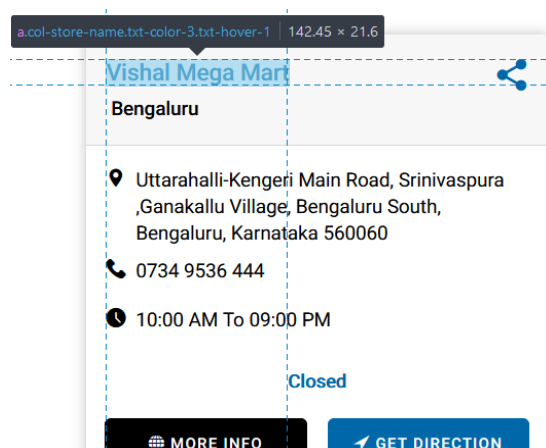 a.col-store-name.txt-color-3.txt-hover-1 142.45 × 21.6
Vishal Mega Mart
Bengaluru
Uttarahalli-Kengeri Main Road, Srinivaspura
,Ganakallu Village, Bengaluru South,
Bengaluru, Karnataka 560060
0734 9536 444
10:00 AM To 09:00 PM
Closed
MORE INFO GET DIRECTION